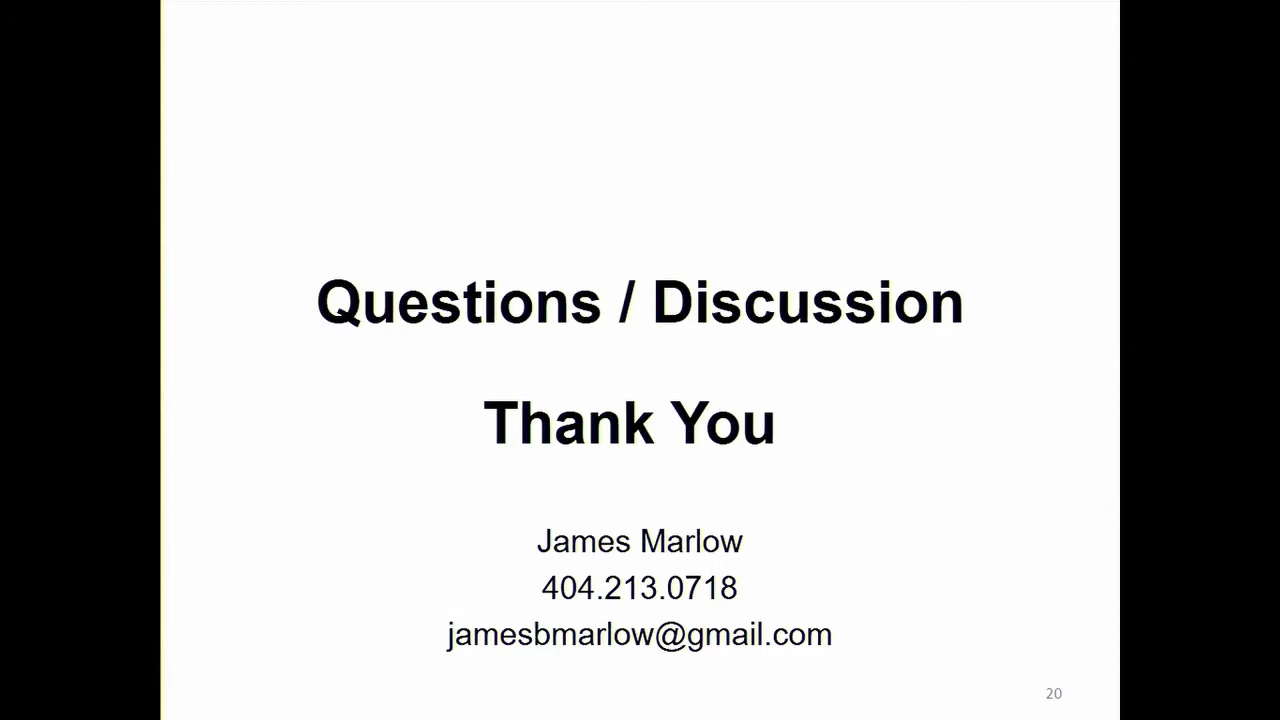 Questions / Discussion
Thank You
James Marlow
404.213.0718
jamesbmarlow@gmail.com
20